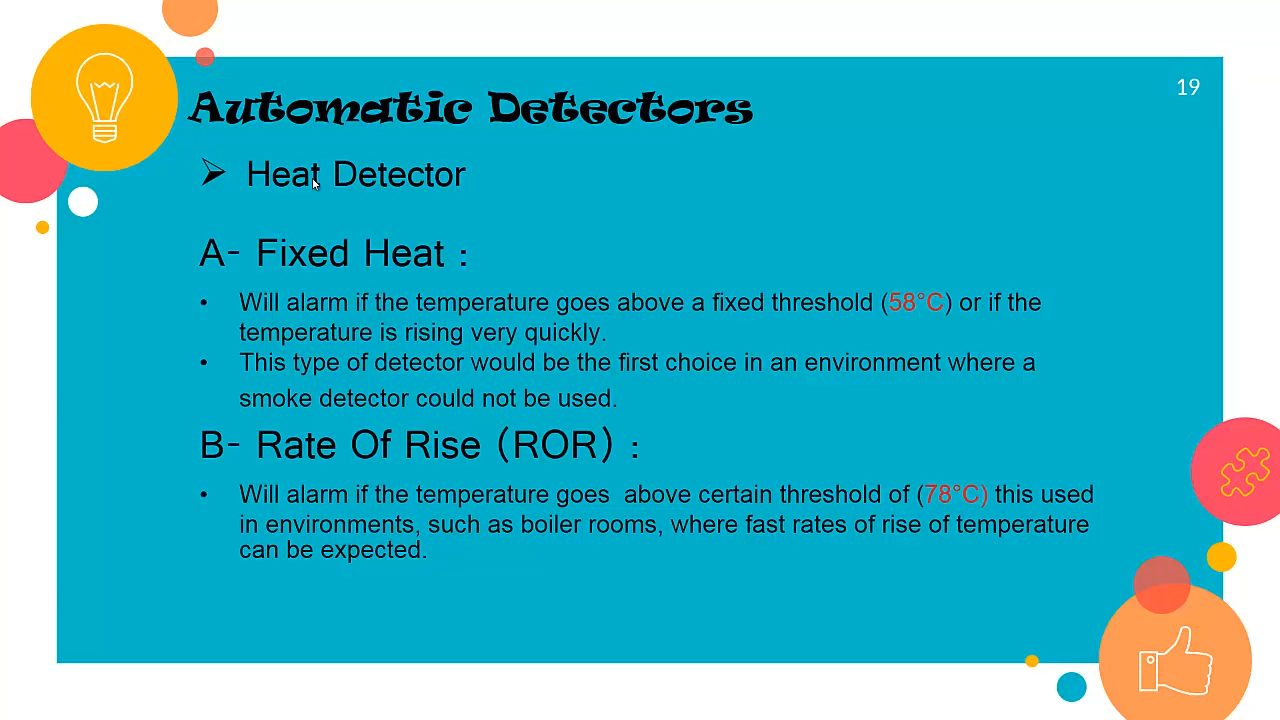 19
Automatic Detectors
➢ Heat Detector
A- Fixed Heat :
• Will alarm if the temperature goes above a fixed threshold (58°C) or if the
temperature is rising very quickly.
• This type of detector would be the first choice in an environment where a
smoke detector could not be used.
B- Rate Of Rise (ROR) :
• Will alarm if the temperature goes  above certain threshold of (78°C) this used
in environments, such as boiler rooms, where fast rates of rise of temperature
can be expected.